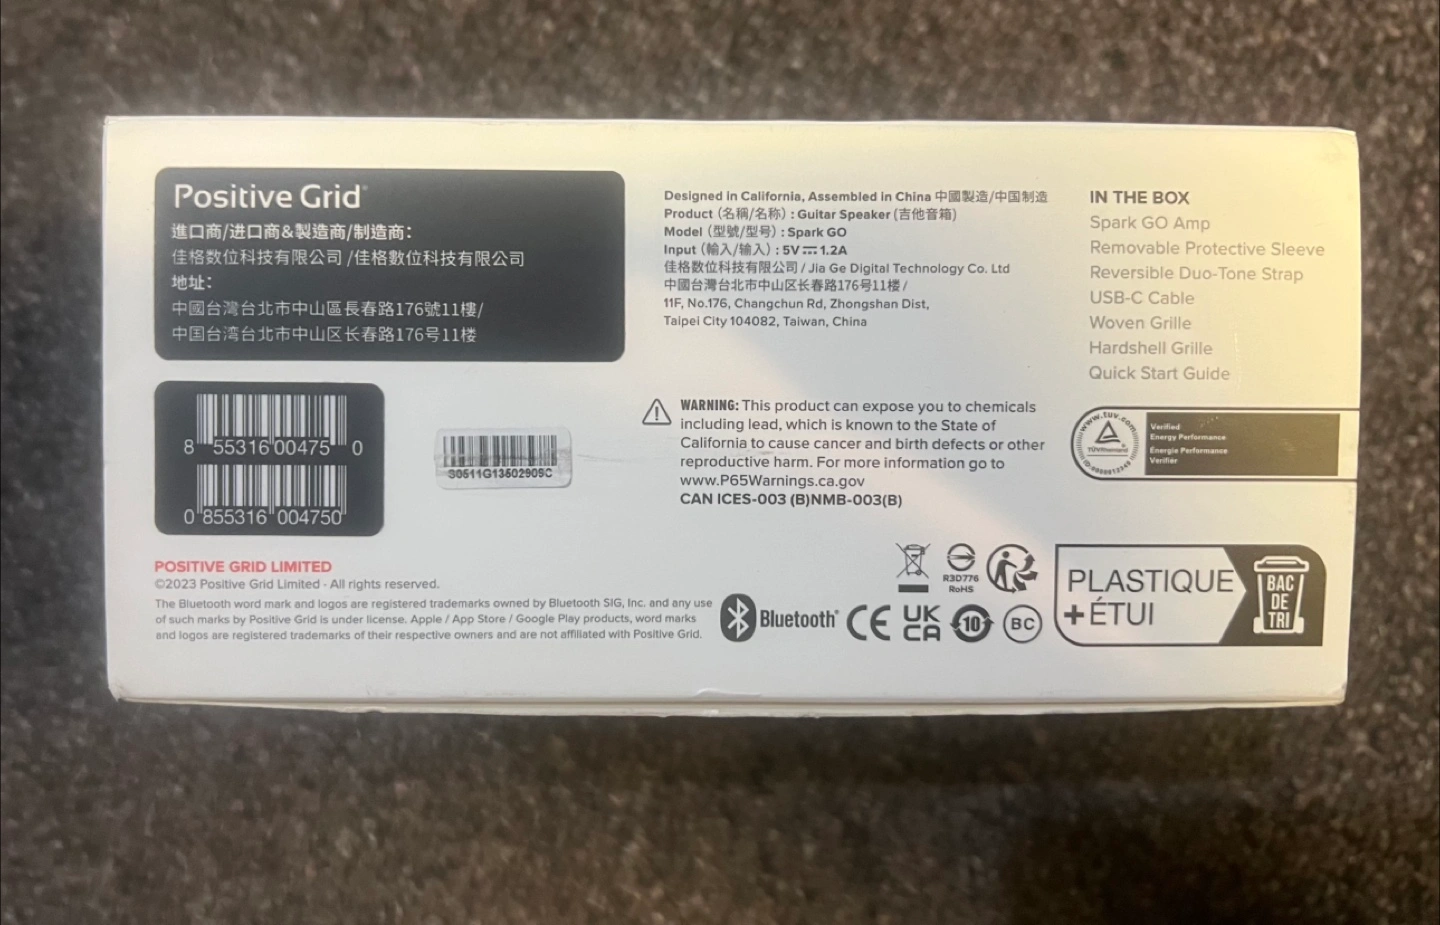 Positive Grid®
進口商/进口商&製造商/制造商:
佳格数位科技有限公司 /佳格數位科技有限公司
地址:
中國台灣台北市中山區長春路176號11樓/
中国台湾台北市中山区长春路176号11楼
Designed in California, Assembled in China 中國製造/中国制造
Product (名稱/名称) : Guitar Speaker (吉他音箱)
Model (型號/型号) : Spark GO
Input (輸入/输入) : 5V⎓1.2A
佳格数位科技有限公司 / Jia Ge Digital Technology Co. Ltd
中國台灣台北市中山区长春路176号11楼 /
11F, No.176, Changchun Rd, Zhongshan Dist,
Taipei City 104082, Taiwan, China
IN THE BOX
Spark GO Amp
Removable Protective Sleeve
Reversible Duo-Tone Strap
USB-C Cable
Woven Grille
Hardshell Grille
Quick Start Guide
8 55316 00475 0
0 855316 004750
S0511G1350290SC
WARNING: This product can expose you to chemicals
including lead, which is known to the State of
California to cause cancer and birth defects or other
reproductive harm. For more information go to
www.P65Warnings.ca.gov
CAN ICES-003 (B)NMB-003(B)
www.tuv.com
TÜVRheinland
Verified
Energy Performance
Energie Performance
Verifier
POSITIVE GRID LIMITED
©2023 Positive Grid Limited - All rights reserved.
The Bluetooth word mark and logos are registered trademarks owned by Bluetooth SIG, Inc. and any use
of such marks by Positive Grid is under license. Apple / App Store / Google Play products, word marks
and logos are registered trademarks of their respective owners and are not affiliated with Positive Grid.
R3D776
RoHS
Bluetooth®
CE
UK
CA
10
BC
PLASTIQUE
+ÉTUI
BAC
DE
TRI